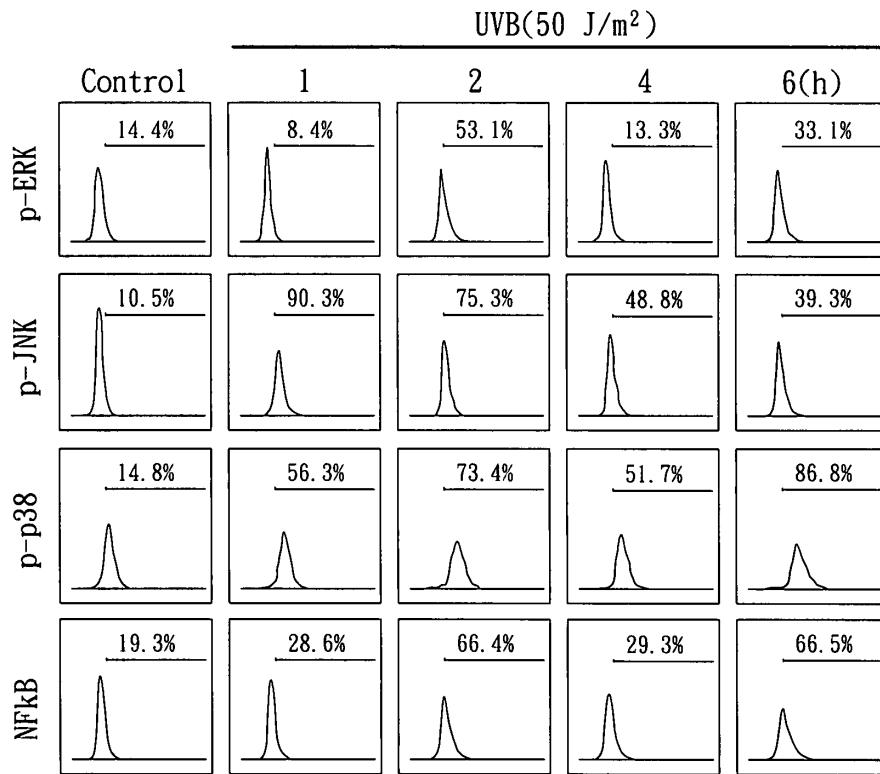 UVB(50 J/m²)
Control 1 2 4 6(h)
p-ERK 14.4% 8.4% 53.1% 13.3% 33.1%
p-JNK 10.5% 90.3% 75.3% 48.8% 39.3%
p-p38 14.8% 56.3% 73.4% 51.7% 86.8%
NFkB 19.3% 28.6% 66.4% 29.3% 66.5%